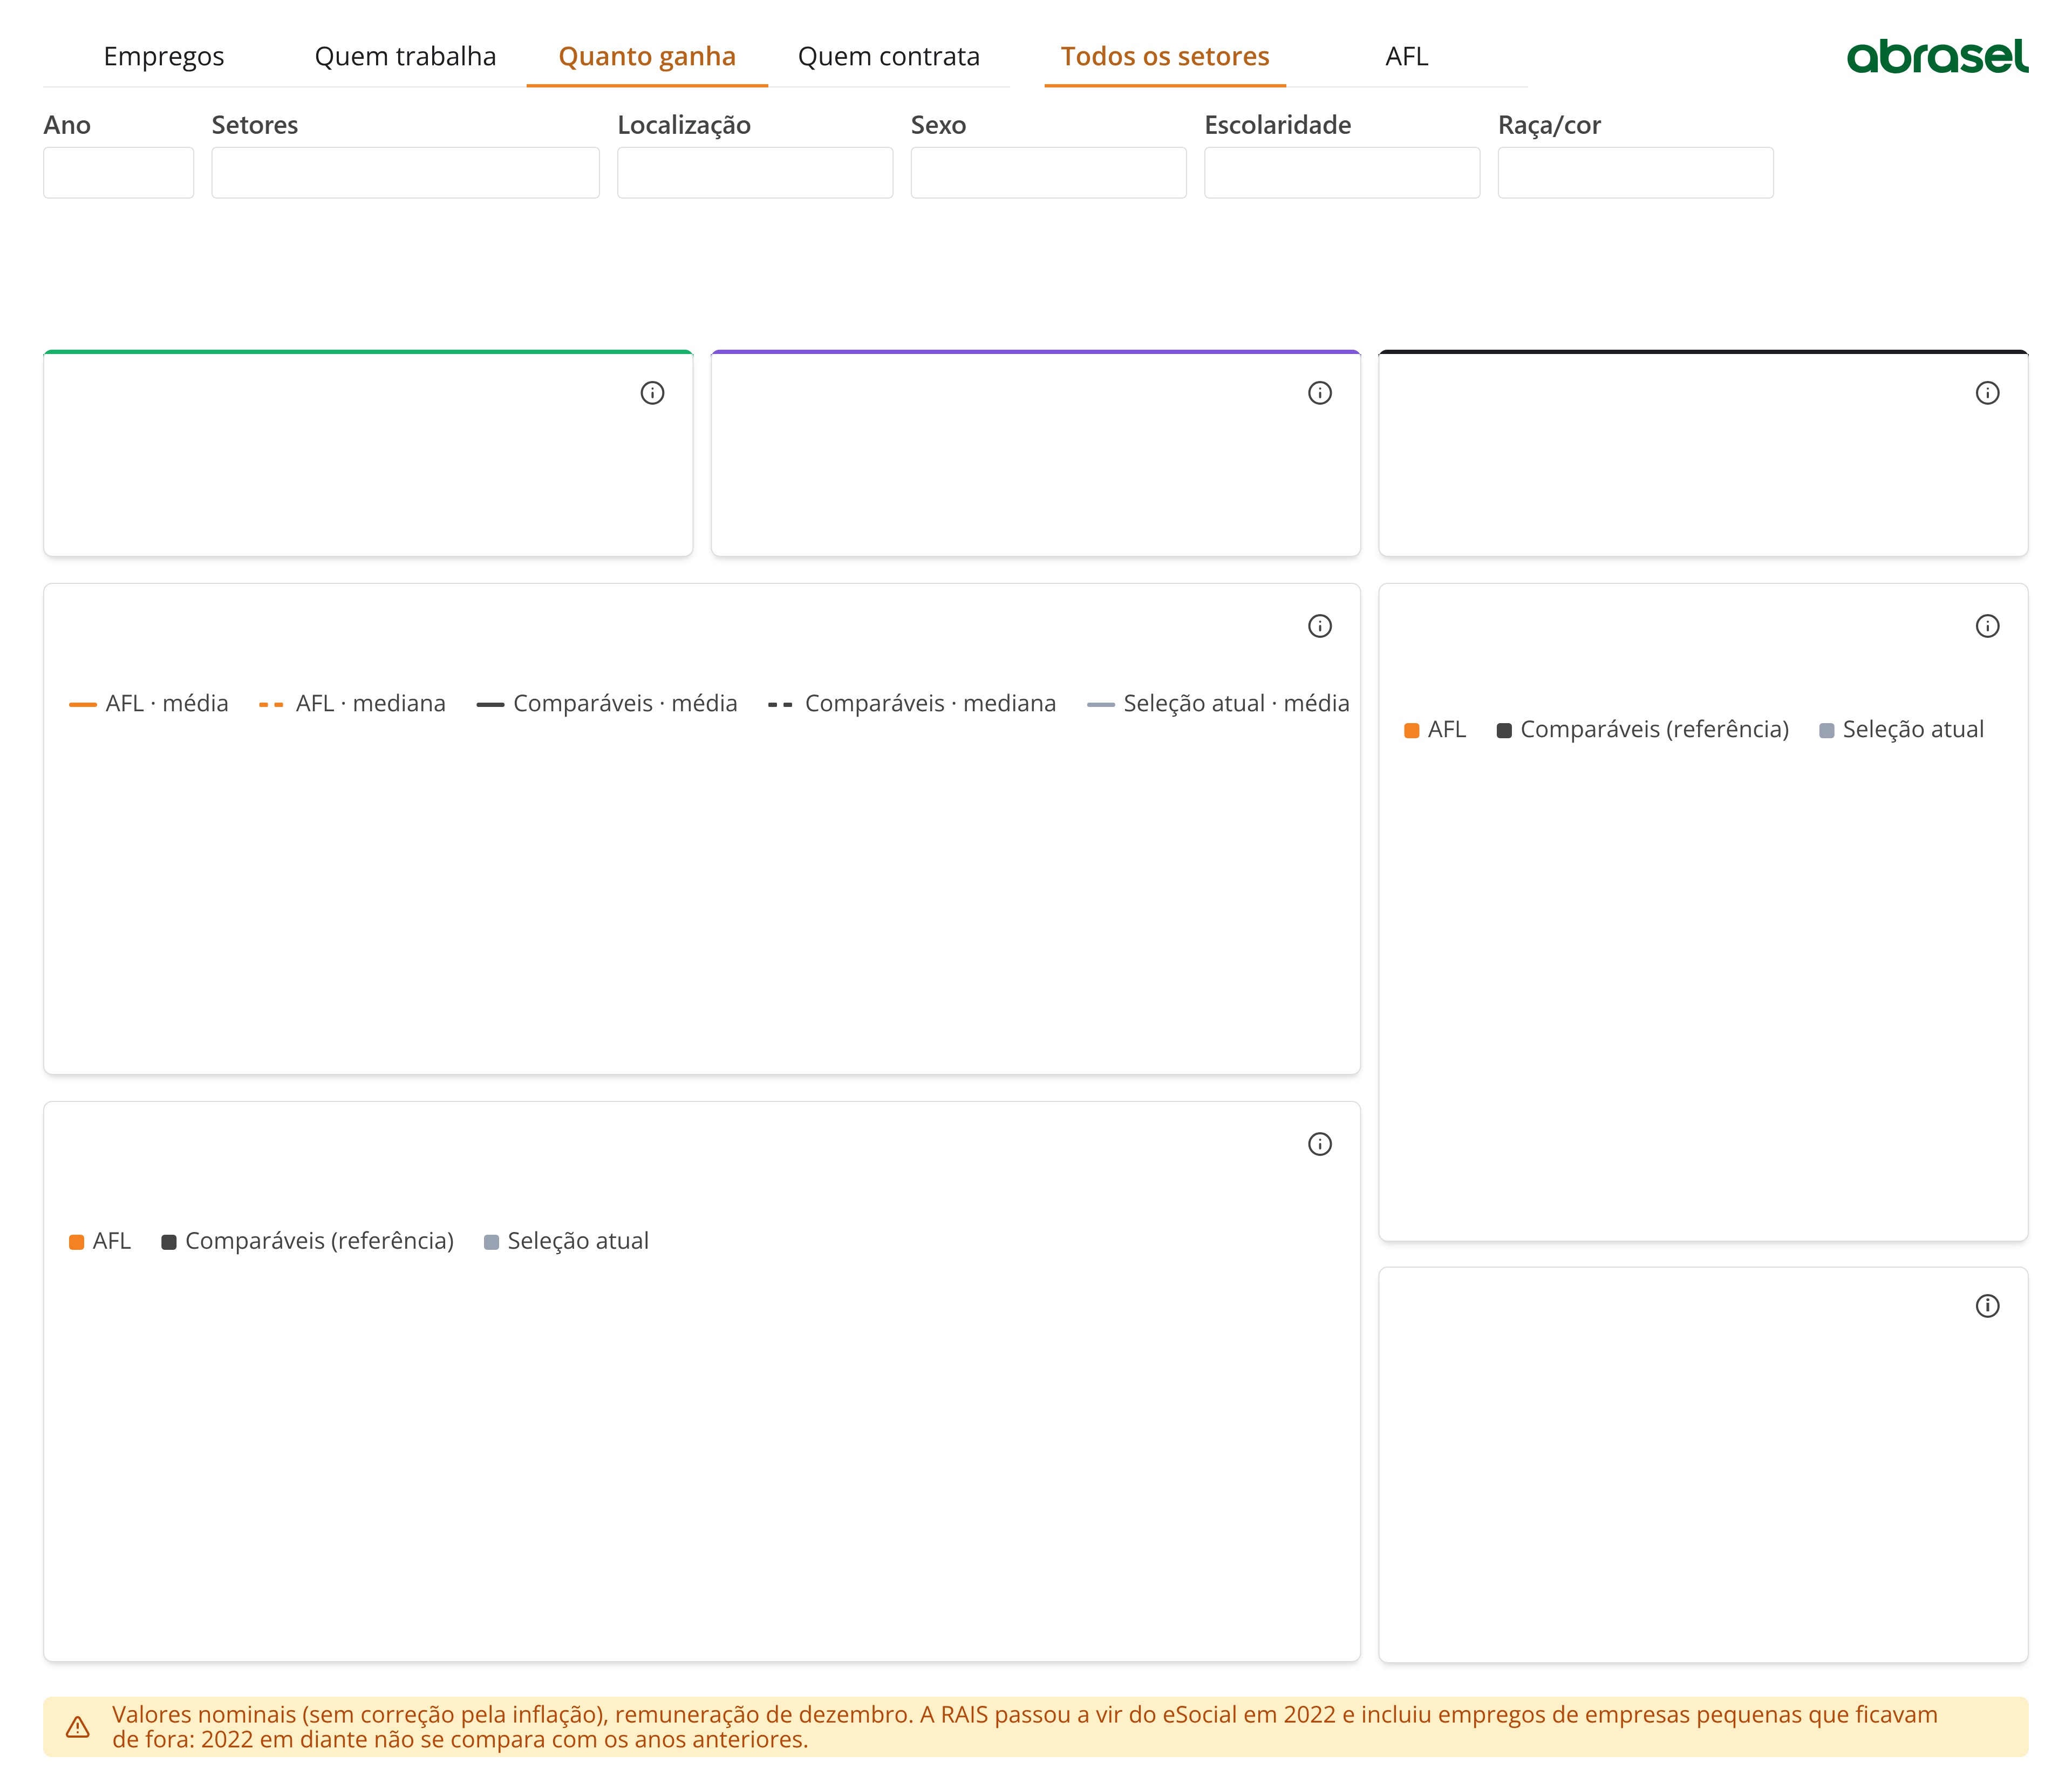 Empregos Quem trabalha Quanto ganha Quem contrata Todos os setores AFL abrasel
Ano Setores Localização Sexo Escolaridade Raça/cor
AFL · média AFL · mediana Comparáveis · média Comparáveis · mediana Seleção atual · média
AFL Comparáveis (referência) Seleção atual
AFL Comparáveis (referência) Seleção atual
Valores nominais (sem correção pela inflação), remuneração de dezembro. A RAIS passou a vir do eSocial em 2022 e incluiu empregos de empresas pequenas que ficavam
de fora: 2022 em diante não se compara com os anos anteriores.